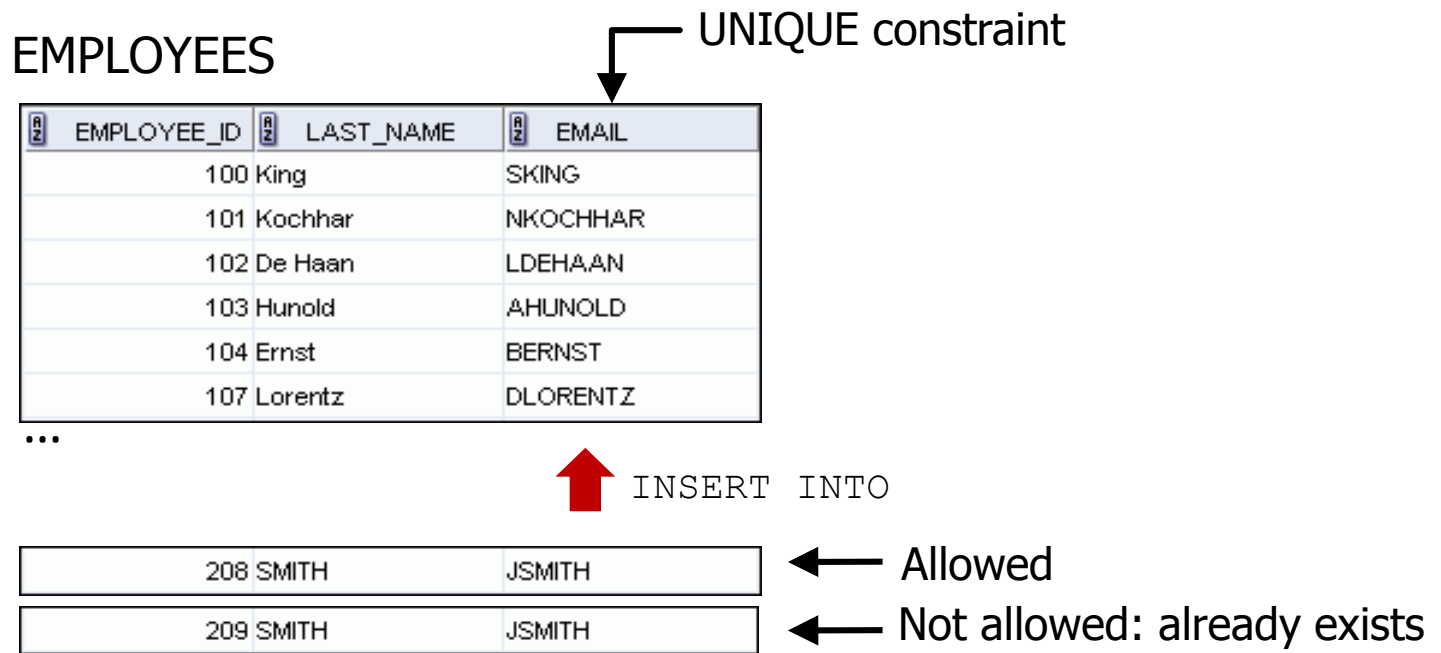 UNIQUE constraint
EMPLOYEES
EMPLOYEE_ID LAST_NAME EMAIL
100 King SKING
101 Kochhar NKOCHHAR
102 De Haan LDEHAAN
103 Hunold AHUNOLD
104 Ernst BERNST
107 Lorentz DLORENTZ
...
INSERT INTO
208 SMITH JSMITH Allowed
209 SMITH JSMITH Not allowed: already exists